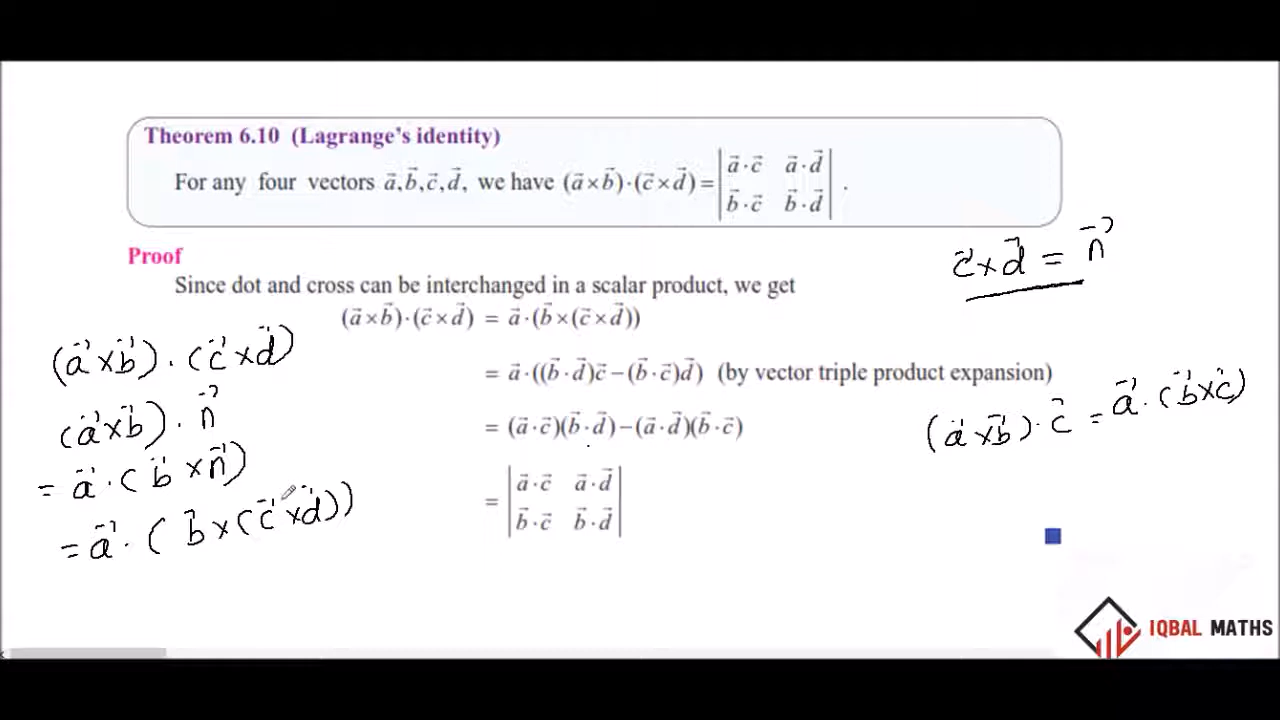 Theorem 6.10 (Lagrange's identity)
For any four vectors a⃗, b⃗, c⃗, d⃗, we have (a⃗ × b⃗) · (c⃗ × d⃗) = | a⃗ · c⃗  a⃗ · d⃗ |
| b⃗ · c⃗  b⃗ · d⃗ | .
c⃗ × d⃗ = n⃗
Proof
Since dot and cross can be interchanged in a scalar product, we get
(a⃗ × b⃗) · (c⃗ × d⃗) = a⃗ · (b⃗ × (c⃗ × d⃗))
= a⃗ · ((b⃗ · d⃗)c⃗ − (b⃗ · c⃗)d⃗) (by vector triple product expansion)
= (a⃗ · c⃗)(b⃗ · d⃗) − (a⃗ · d⃗)(b⃗ · c⃗)
= | a⃗ · c⃗  a⃗ · d⃗ |
| b⃗ · c⃗  b⃗ · d⃗ |
(a⃗ × b⃗) · (c⃗ × d⃗)
(a⃗ × b⃗) · n⃗
= a⃗ · ( b⃗ × n⃗)
= a⃗ · ( b⃗ × (c⃗ × d⃗))
(a⃗ × b⃗) · c⃗ = a⃗ · (b⃗ × c⃗)
IQBAL MATHS